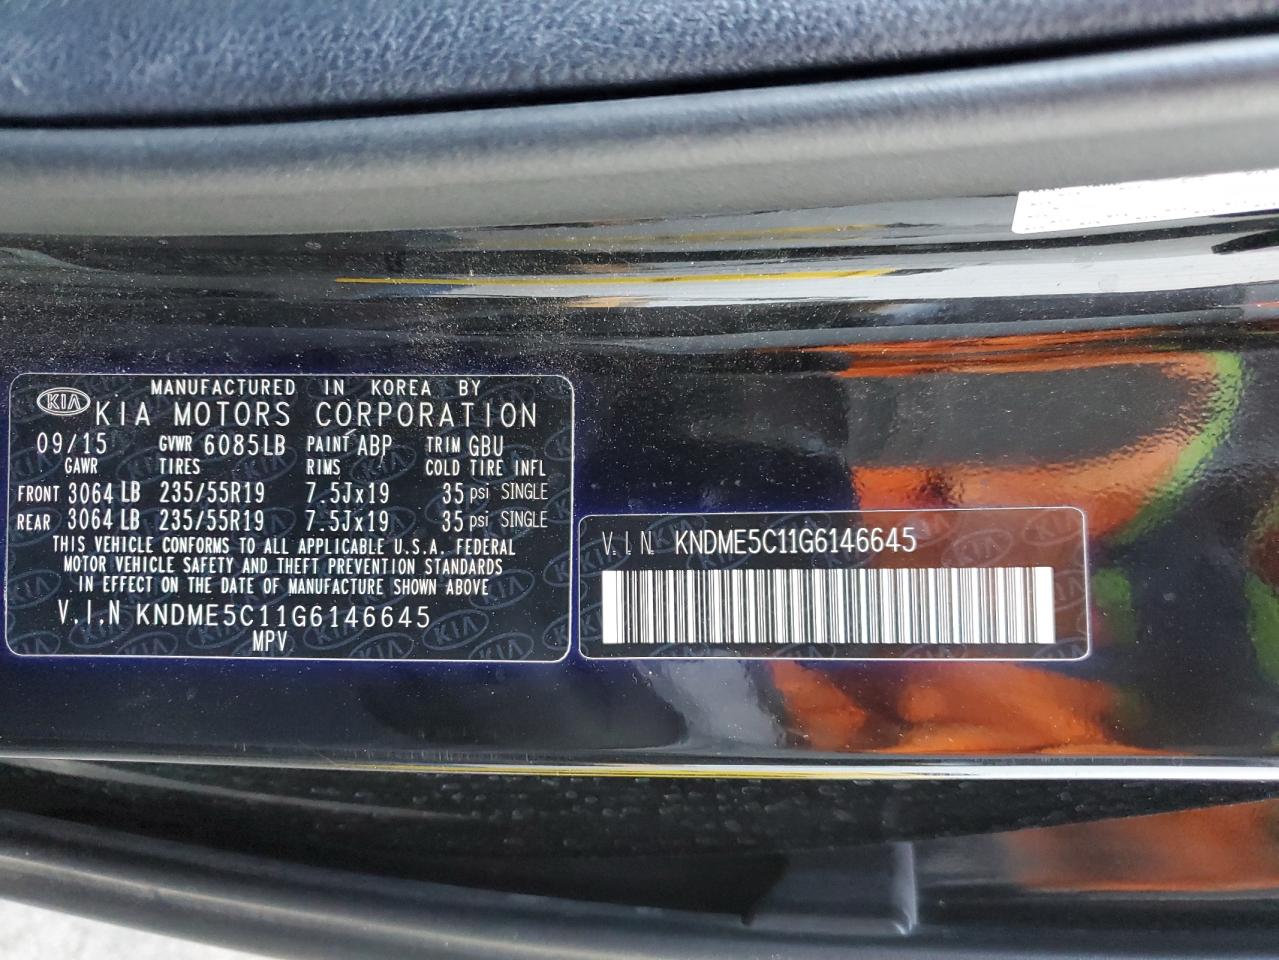 MANUFACTURED IN KOREA BY
KIA KIA MOTORS CORPORATION
09/15 GVWR 6085LB PAINT ABP TRIM GBU
GAWR TIRES RIMS COLD TIRE INFL
FRONT 3064 LB 235/55R19 7.5Jx19 35 psi SINGLE
REAR 3064 LB 235/55R19 7.5Jx19 35 psi SINGLE
THIS VEHICLE CONFORMS TO APPLICABLE U.S.A. FEDERAL
MOTOR VEHICLE SAFETY AND THEFT PREVENTION STANDARDS
IN EFFECT ON THE DATE OF MANUFACTURE SHOWN ABOVE
V.I.N KNDME5C11G6146645
MPV
V.I.N. KNDME5C11G6146645